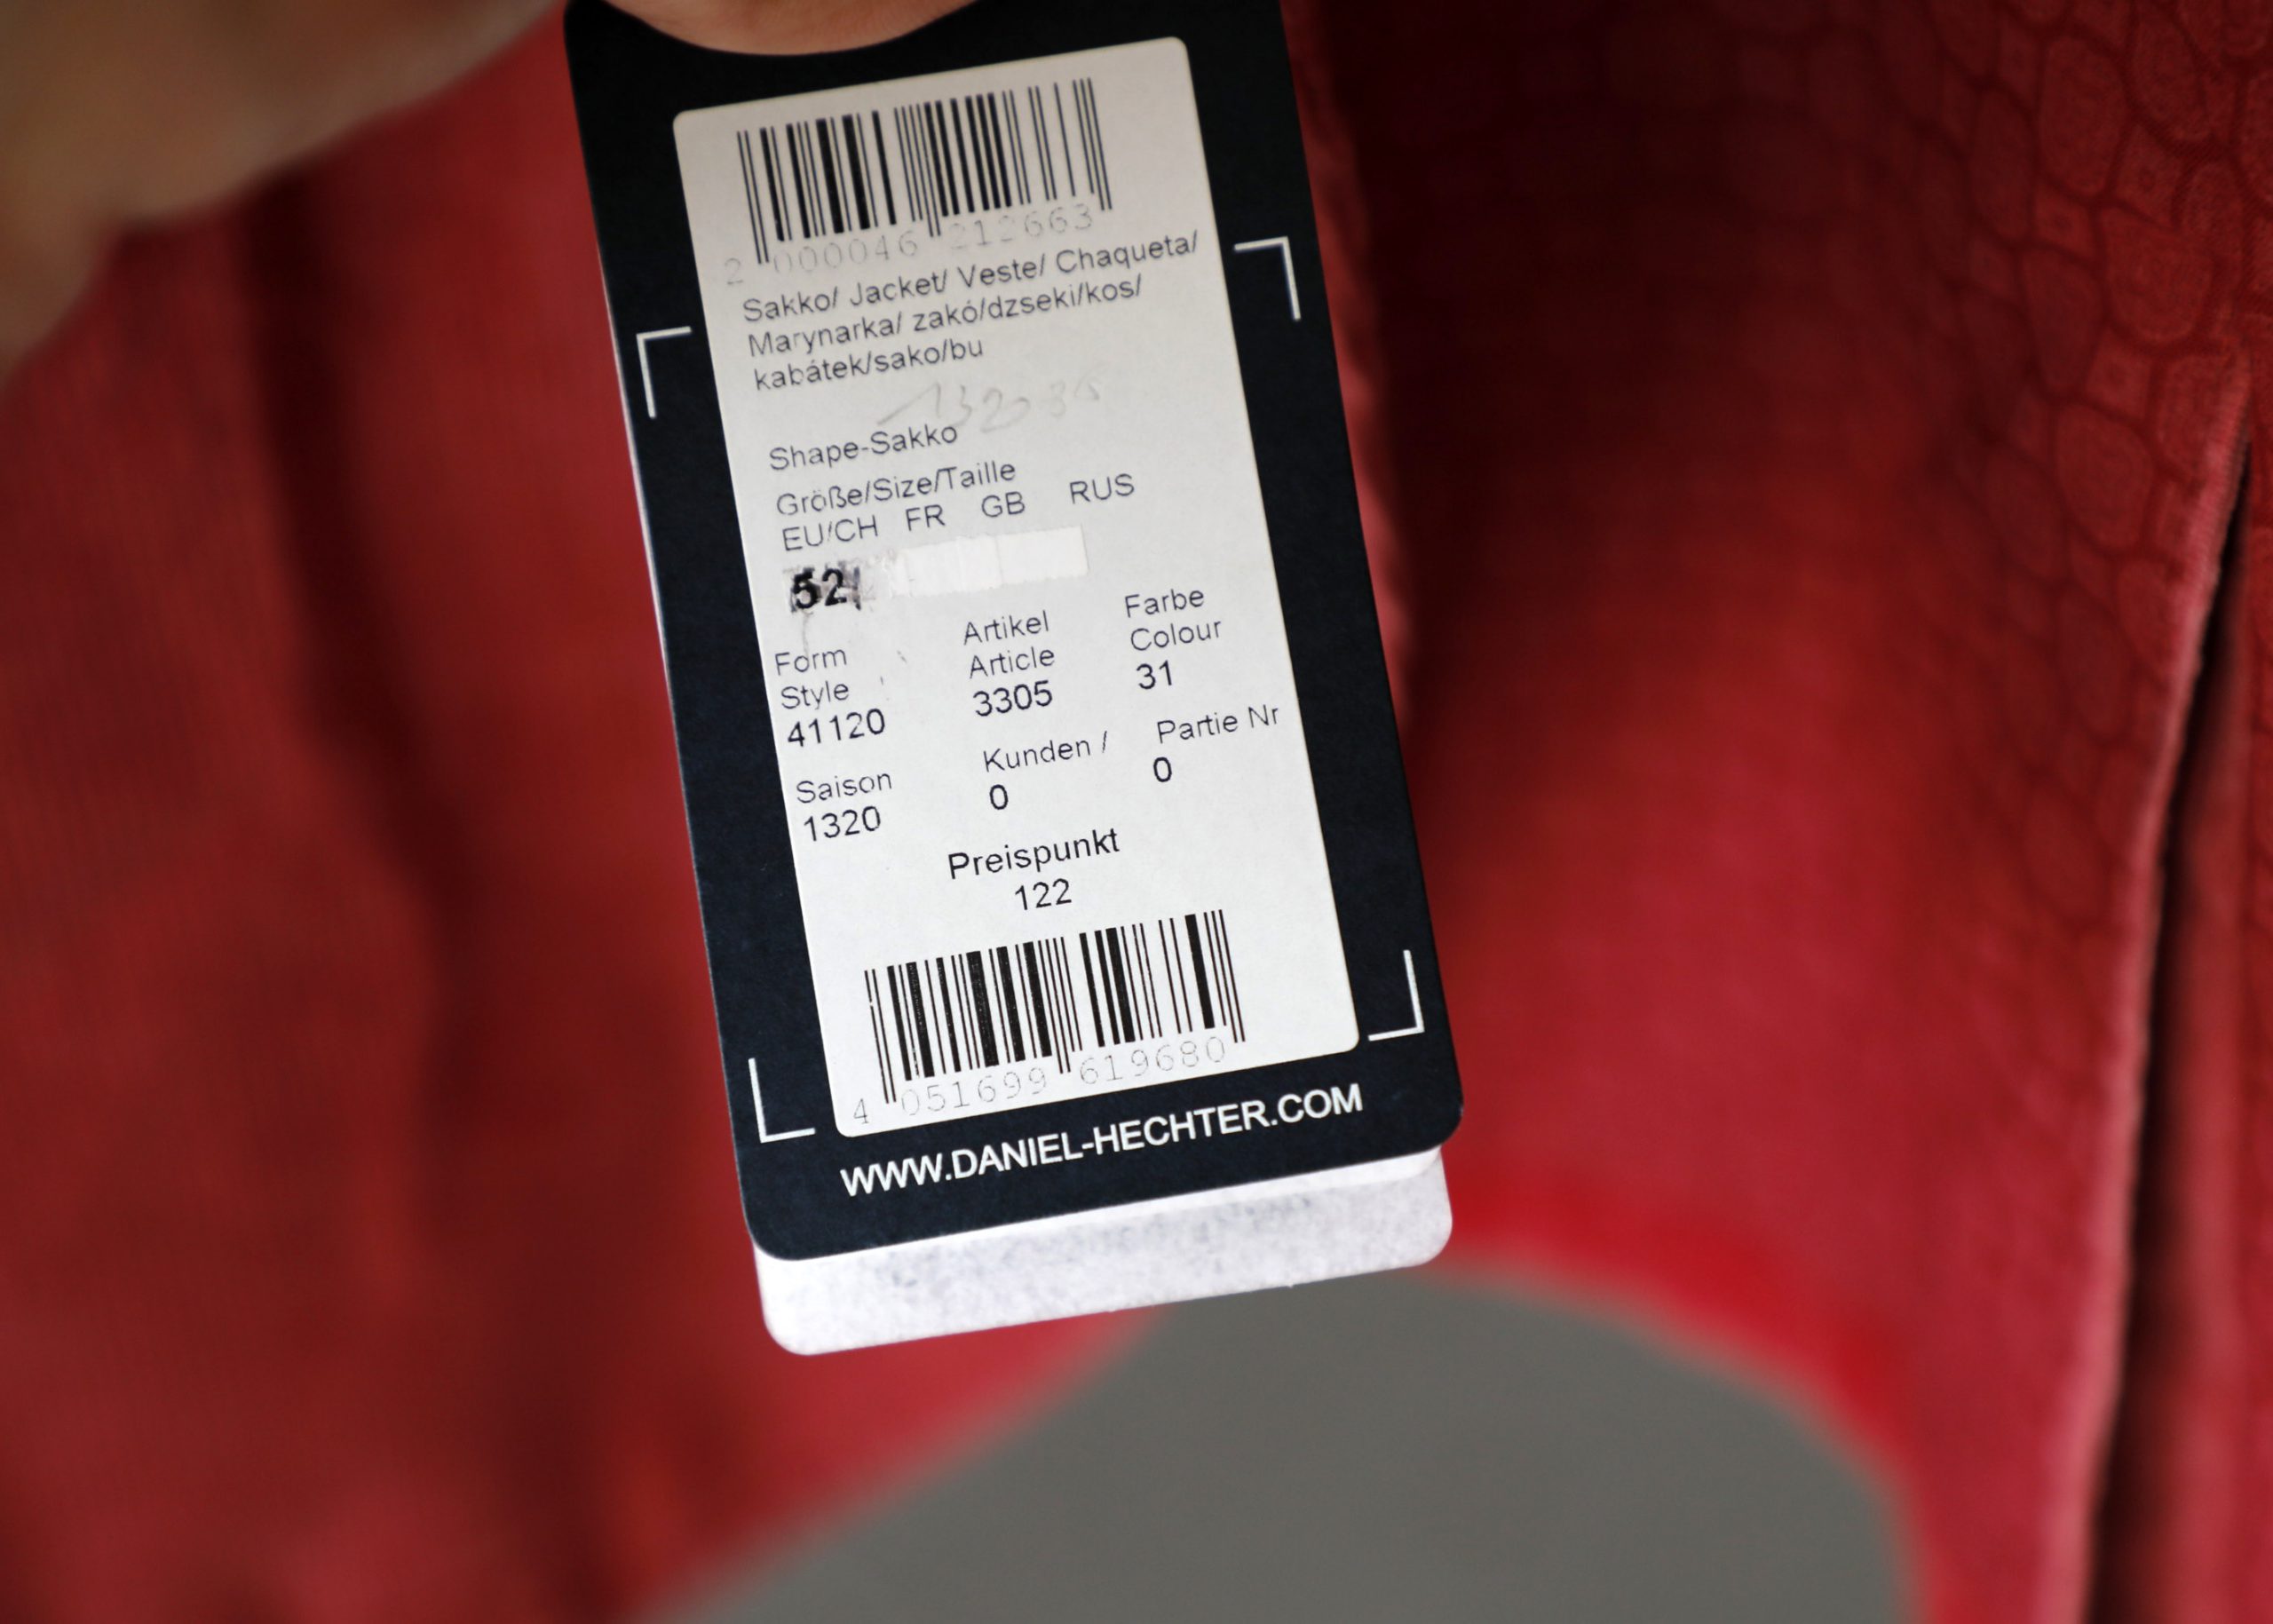 2 000046 212663
Sakko/ Jacket/ Veste/ Chaqueta/
Marynarka/ zakó/dzseki/kos/
kabátek/sako/bu
Shape-Sakko
Größe/Size/Taille
EU/CH FR GB RUS
52
Form Artikel Farbe
Style Article Colour
41120 3305 31
Saison Kunden / Partie Nr
1320 0 0
Preispunkt
122
4 051699 619680
WWW.DANIEL-HECHTER.COM